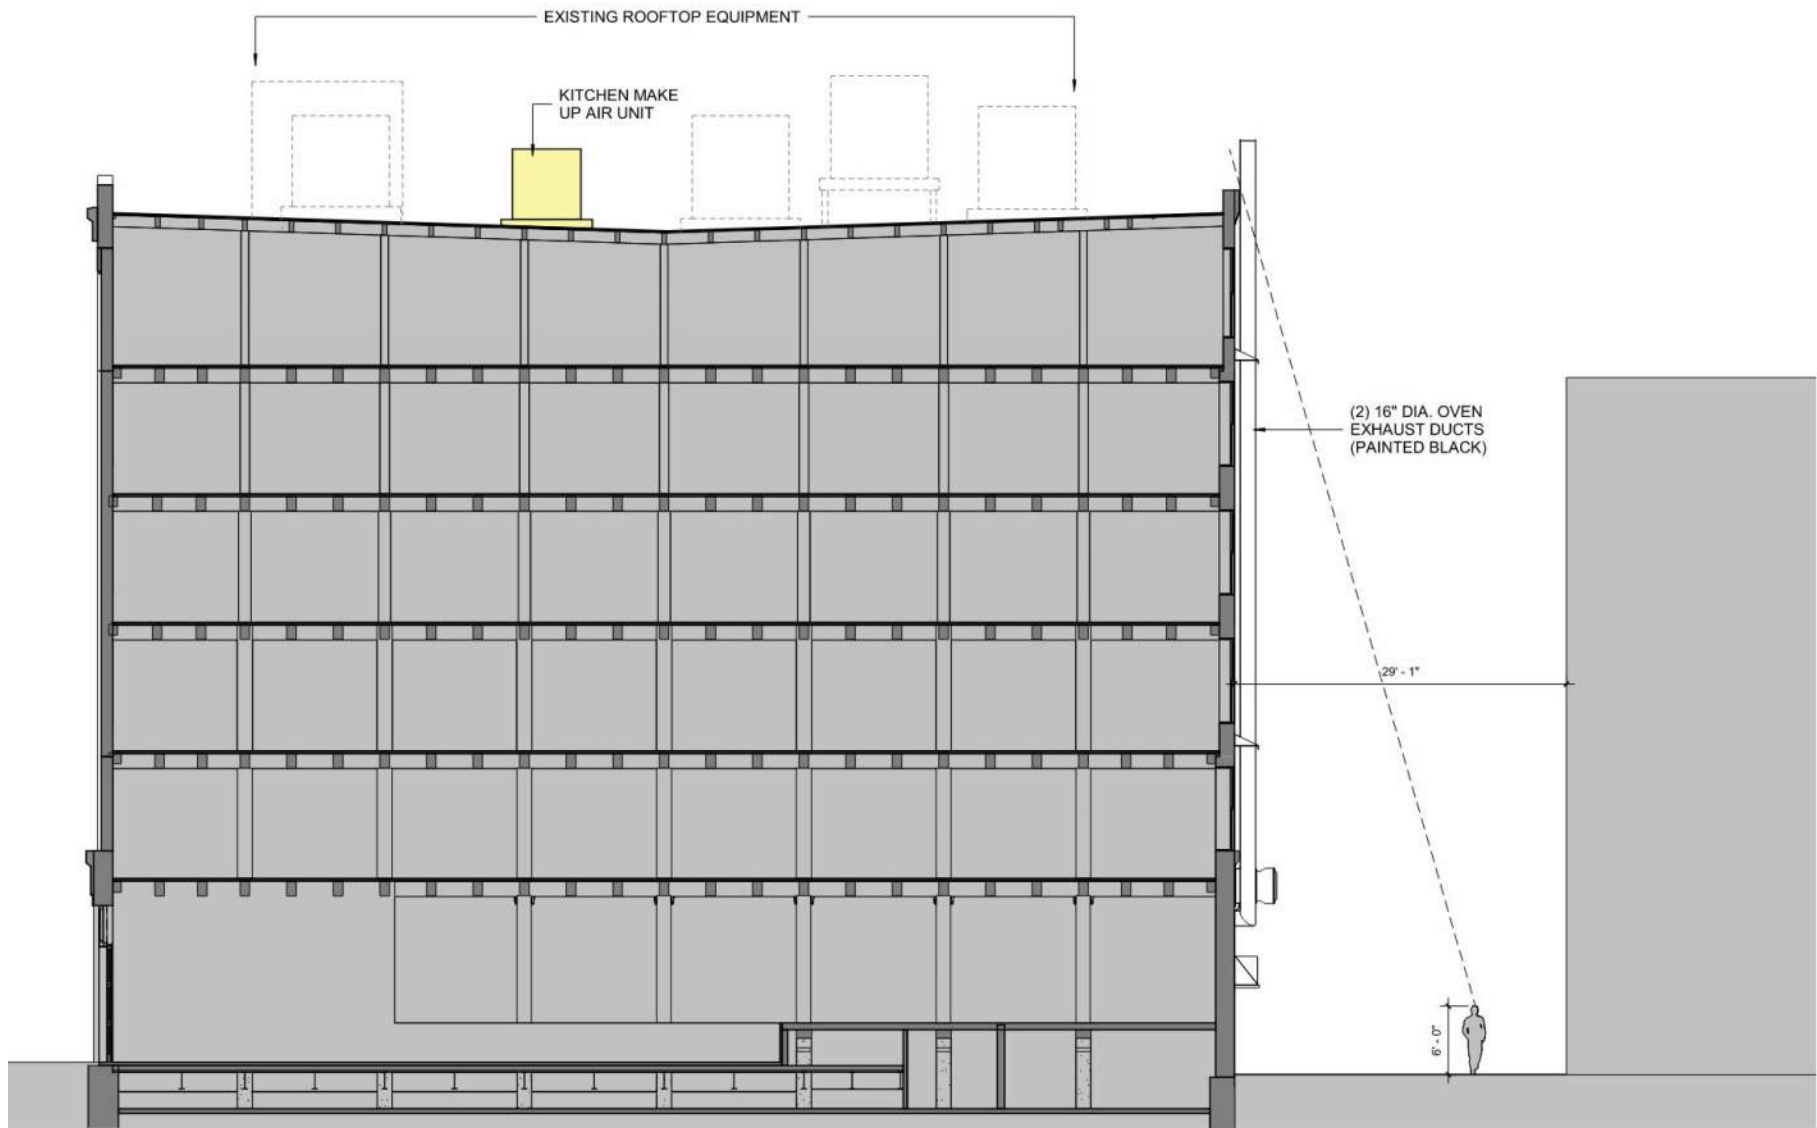 EXISTING ROOFTOP EQUIPMENT
KITCHEN MAKE
UP AIR UNIT
(2) 16" DIA. OVEN
EXHAUST DUCTS
(PAINTED BLACK)
29' - 1"
6' - 0"